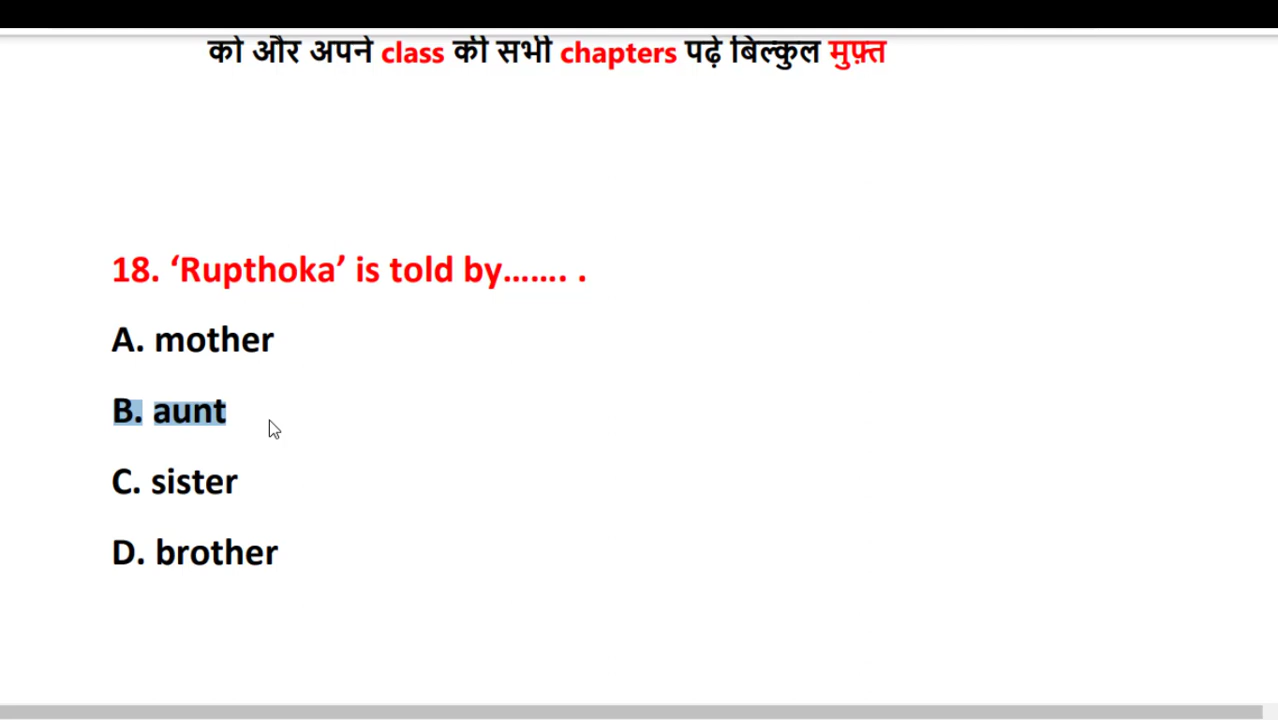 को और अपने class की सभी chapters पढ़े बिल्कुल मुफ़्त
18. ‘Rupthoka’ is told by……. .
A. mother
B. aunt
C. sister
D. brother